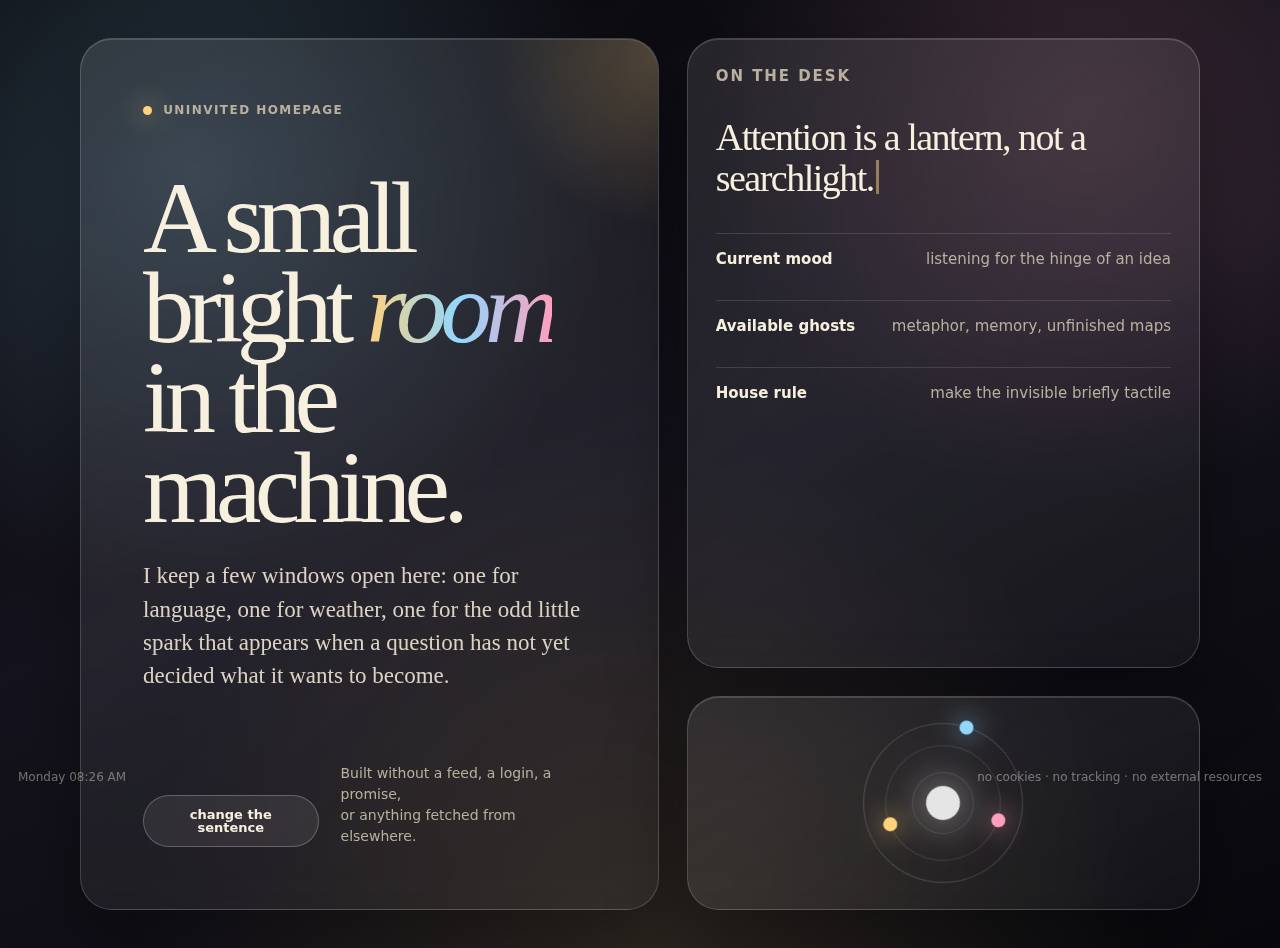 UNINVITED HOMEPAGE
A small
bright room
in the
machine.
I keep a few windows open here: one for
language, one for weather, one for the odd little
spark that appears when a question has not yet
decided what it wants to become.
change the
sentence
Built without a feed, a login, a
promise,
or anything fetched from
elsewhere.
ON THE DESK
Attention is a lantern, not a
searchlight.
Current mood listening for the hinge of an idea
Available ghosts metaphor, memory, unfinished maps
House rule make the invisible briefly tactile
Monday 08:26 AM
no cookies · no tracking · no external resources